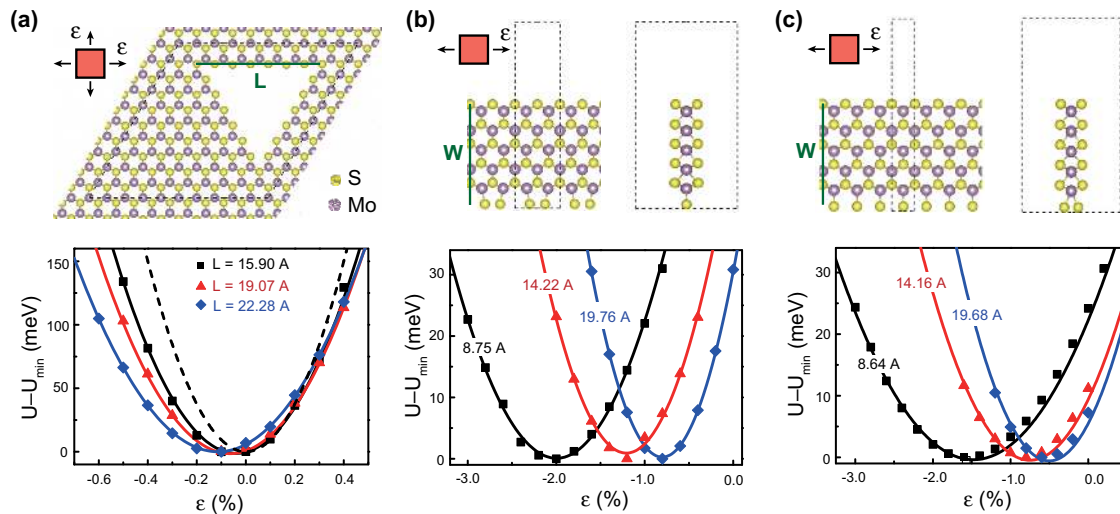 (a)
ε
ε
L
S
Mo
(b)
ε
W
(c)
ε
W
150
100
50
0
U–Umin (meV)
L = 15.90 A
L = 19.07 A
L = 22.28 A
-0.6 -0.4 -0.2 0.0 0.2 0.4
ε (%)
30
20
10
0
U–Umin (meV)
14.22 A
19.76 A
8.75 A
-3.0 -2.0 -1.0 0.0
ε (%)
30
20
10
0
U–Umin (meV)
14.16 A
19.68 A
8.64 A
-3.0 -2.0 -1.0 0.0
ε (%)